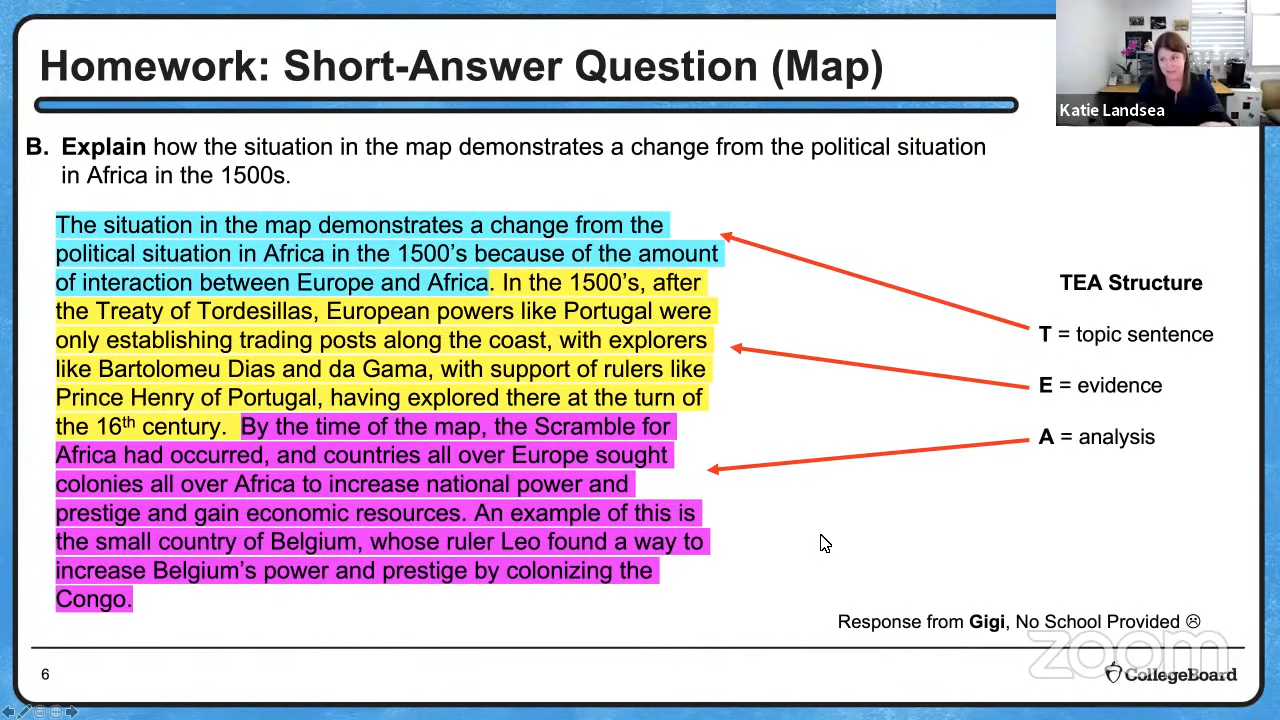 Homework: Short-Answer Question (Map)
Katie Landsea
B. Explain how the situation in the map demonstrates a change from the political situation
in Africa in the 1500s.
The situation in the map demonstrates a change from the
political situation in Africa in the 1500's because of the amount
of interaction between Europe and Africa. In the 1500's, after
the Treaty of Tordesillas, European powers like Portugal were
only establishing trading posts along the coast, with explorers
like Bartolomeu Dias and da Gama, with support of rulers like
Prince Henry of Portugal, having explored there at the turn of
the 16th century. By the time of the map, the Scramble for
Africa had occurred, and countries all over Europe sought
colonies all over Africa to increase national power and
prestige and gain economic resources. An example of this is
the small country of Belgium, whose ruler Leo found a way to
increase Belgium's power and prestige by colonizing the
Congo.
TEA Structure
T = topic sentence
E = evidence
A = analysis
Response from Gigi, No School Provided ☹
zoom
6
CollegeBoard